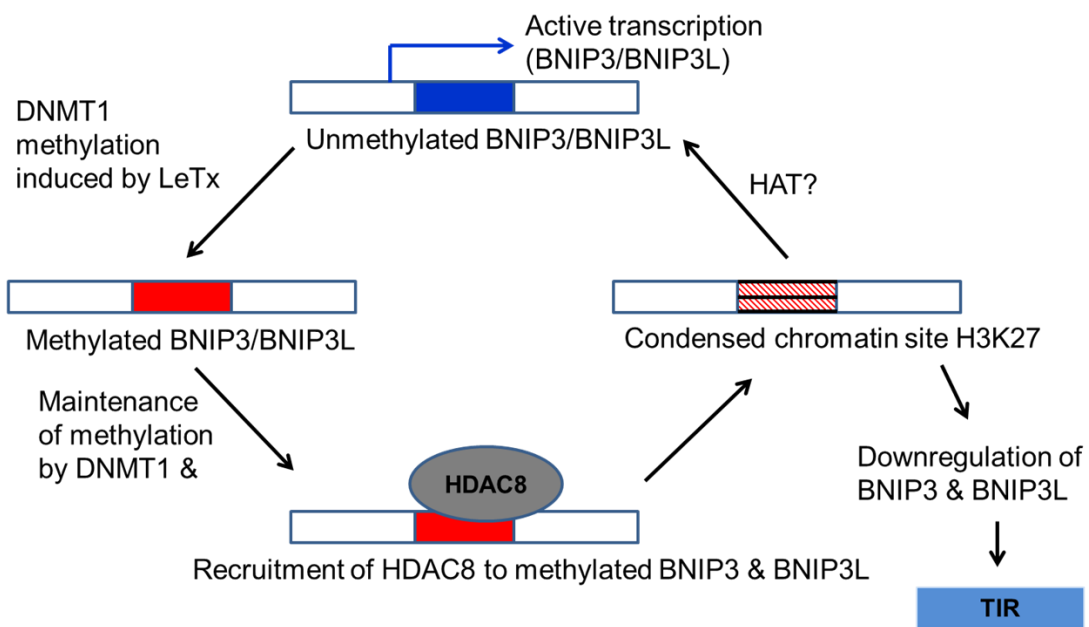 Active transcription
(BNIP3/BNIP3L)
DNMT1
methylation
induced by LeTx
Unmethylated BNIP3/BNIP3L
HAT?
Methylated BNIP3/BNIP3L
Condensed chromatin site H3K27
Maintenance
of methylation
by DNMT1 &
HDAC8
Recruitment of HDAC8 to methylated BNIP3 & BNIP3L
Downregulation of
BNIP3 & BNIP3L
TIR